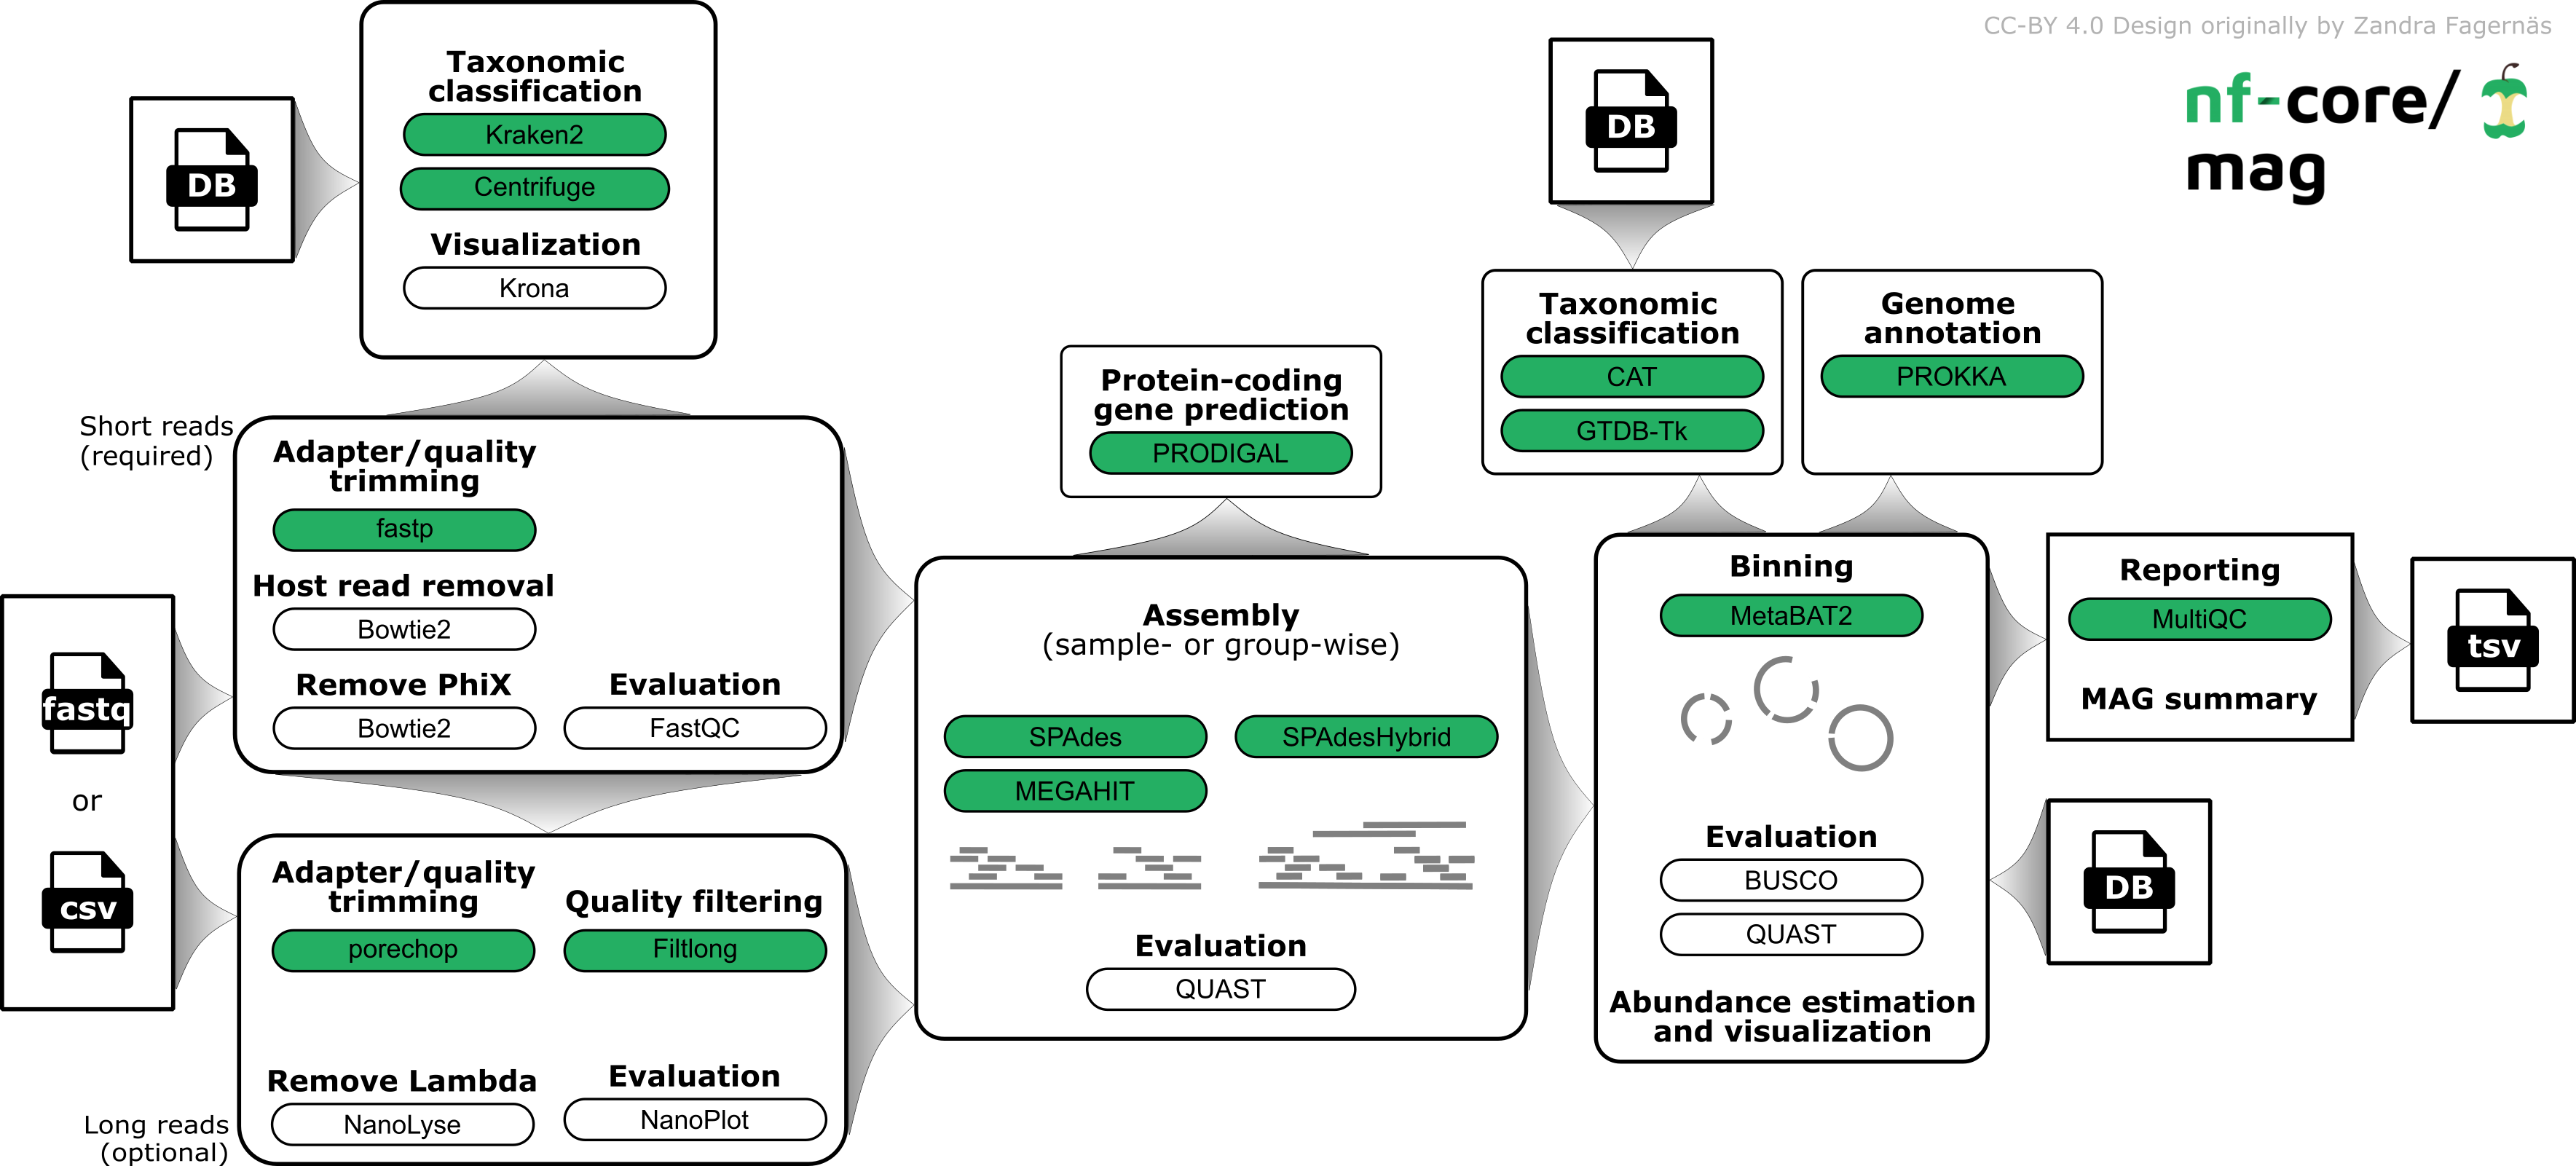 CC-BY 4.0 Design originally by Zandra Fagernäs
nf-core/
mag
DB
Taxonomic
classification
Kraken2
Centrifuge
Visualization
Krona
Short reads
(required)
Adapter/quality
trimming
fastp
Host read removal
Bowtie2
Remove PhiX
Bowtie2
Evaluation
FastQC
fastq
or
csv
Adapter/quality
trimming
porechop
Quality filtering
Filtlong
Remove Lambda
NanoLyse
Evaluation
NanoPlot
Long reads
(optional)
Protein-coding
gene prediction
PRODIGAL
Assembly
(sample- or group-wise)
SPAdes
SPAdesHybrid
MEGAHIT
Evaluation
QUAST
DB
Taxonomic
classification
CAT
GTDB-Tk
Genome
annotation
PROKKA
Binning
MetaBAT2
Evaluation
BUSCO
QUAST
Abundance estimation
and visualization
Reporting
MultiQC
MAG summary
tsv
DB